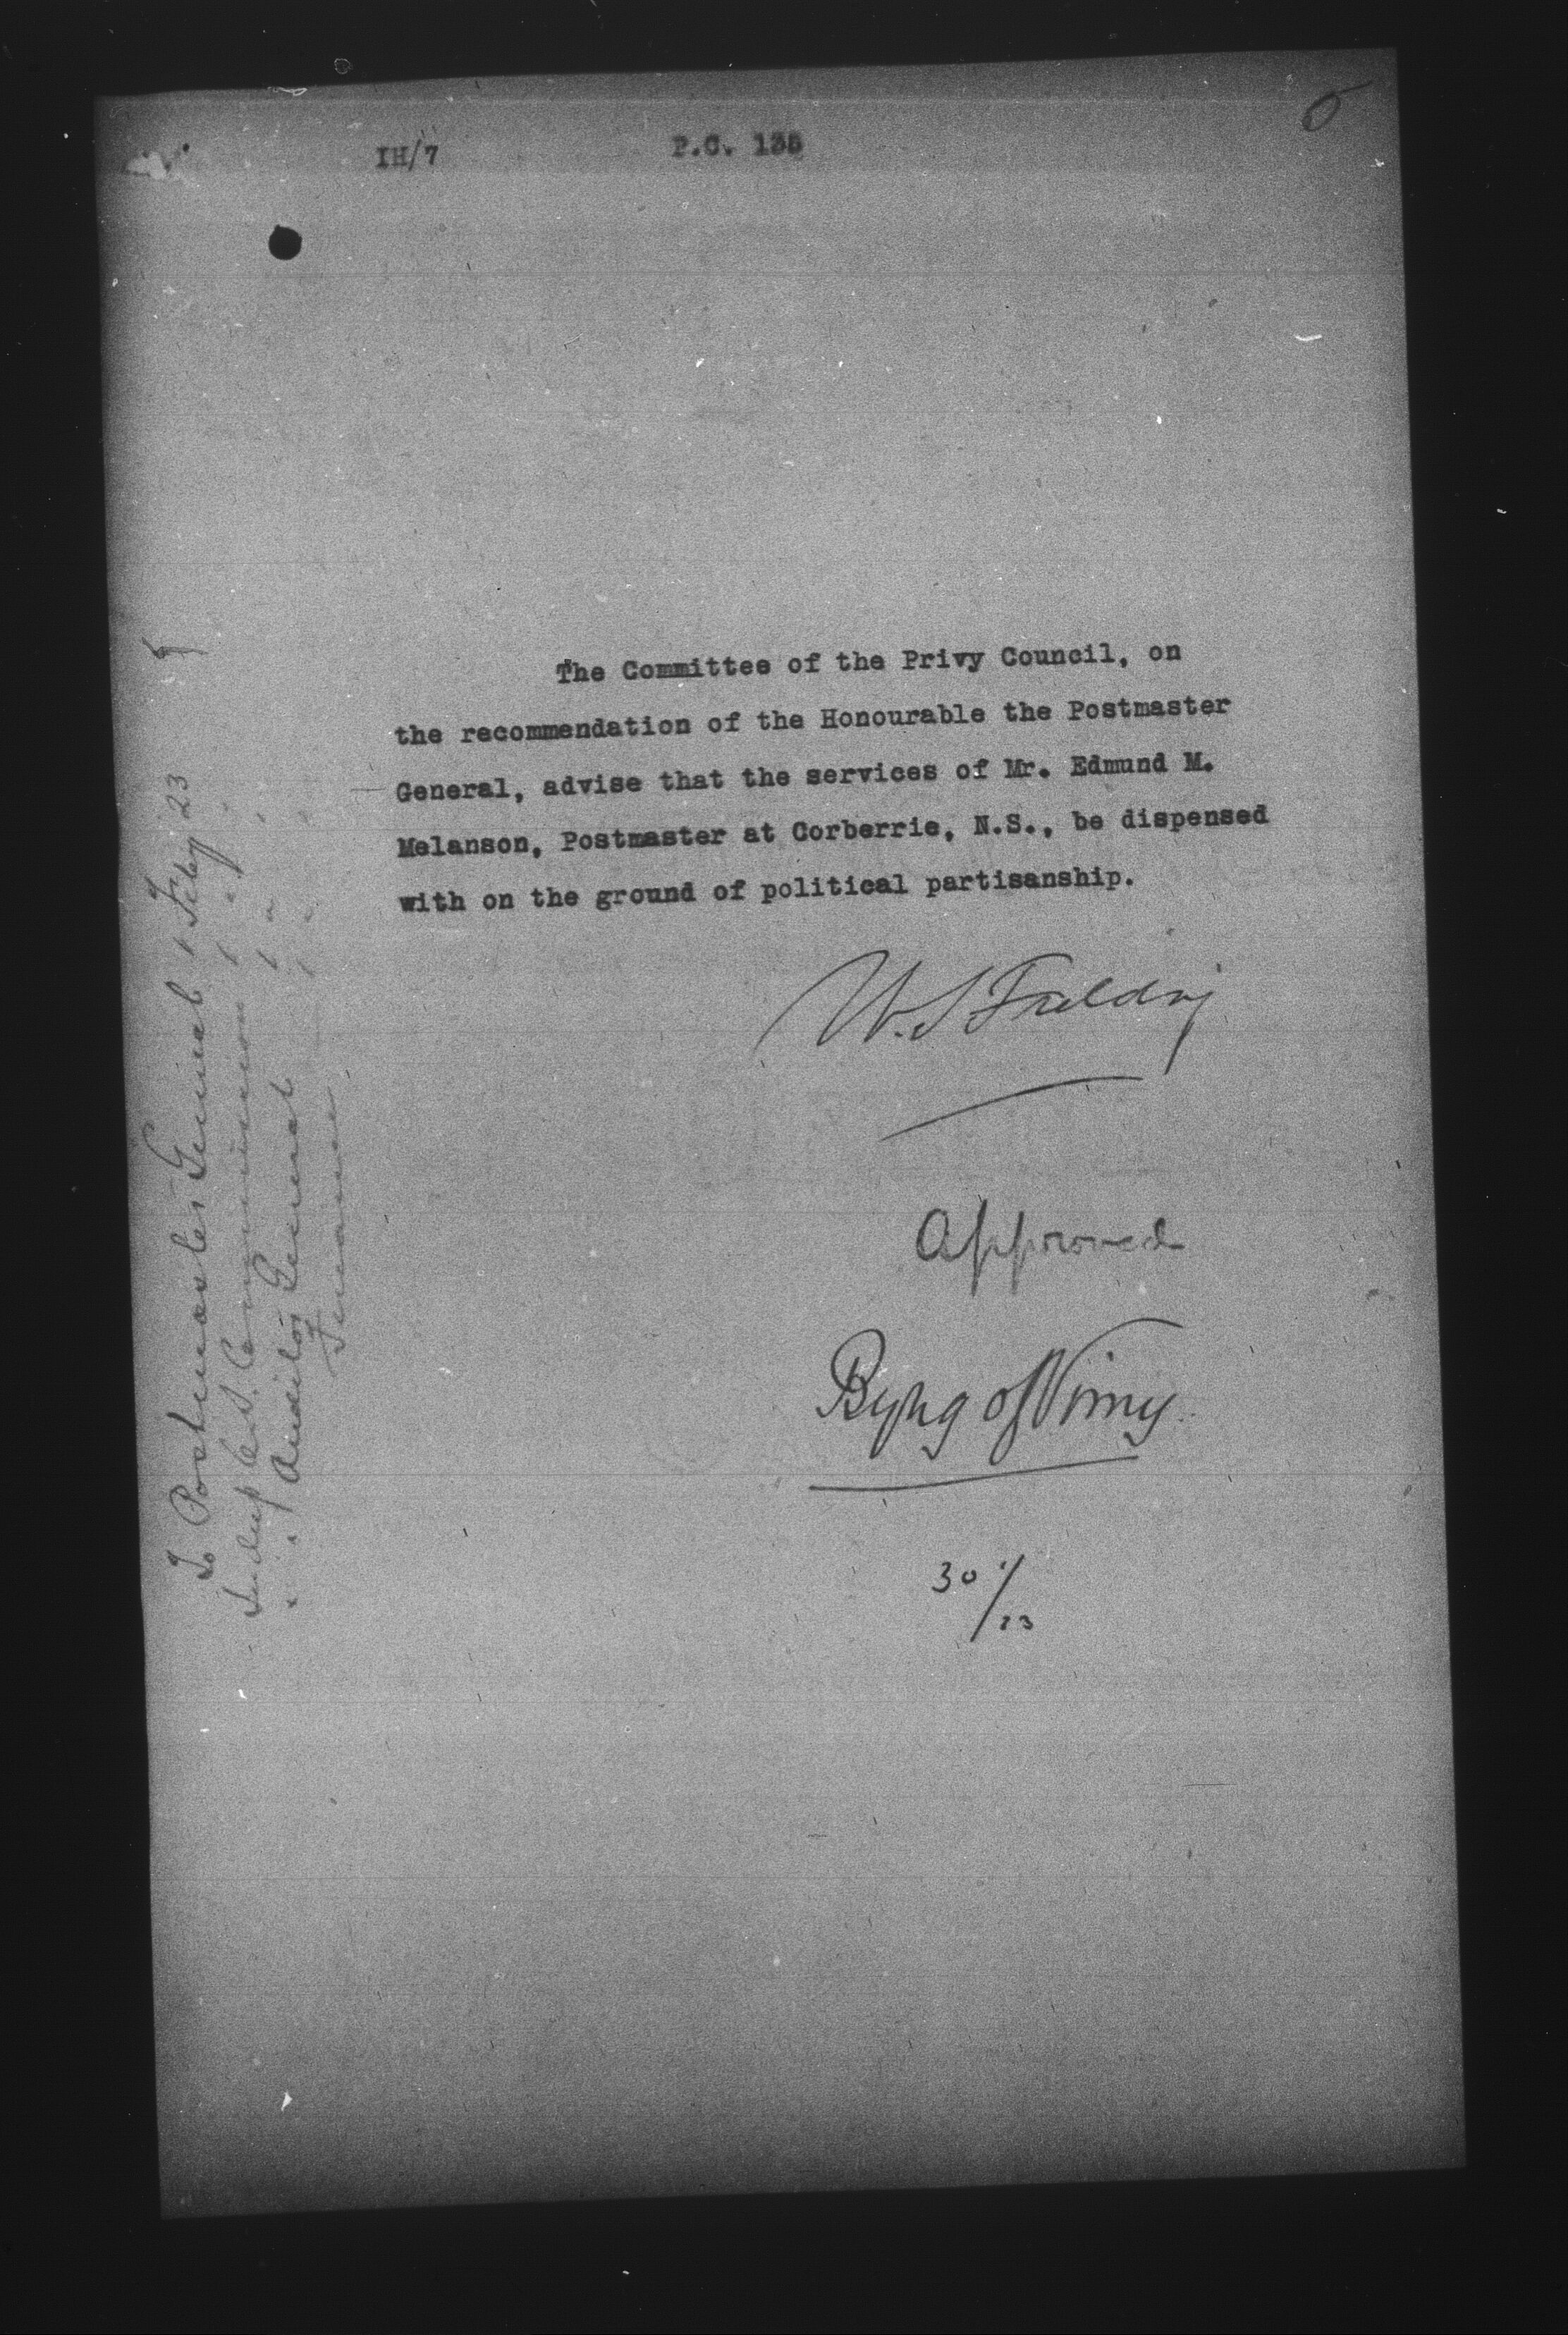 IH/7
P.C. 135
The Committee of the Privy Council, on
the recommendation of the Honourable the Postmaster
General, advise that the services of Mr. Edmund M.
Melanson, Postmaster at Corberrie, N.S., be dispensed
with on the ground of political partisanship.
W.S Fielding
Approved
Byng of Vimy.
30/1/23
To Postmaster General 1 Feby 23
C. S. Commission
Auditor General
Finance